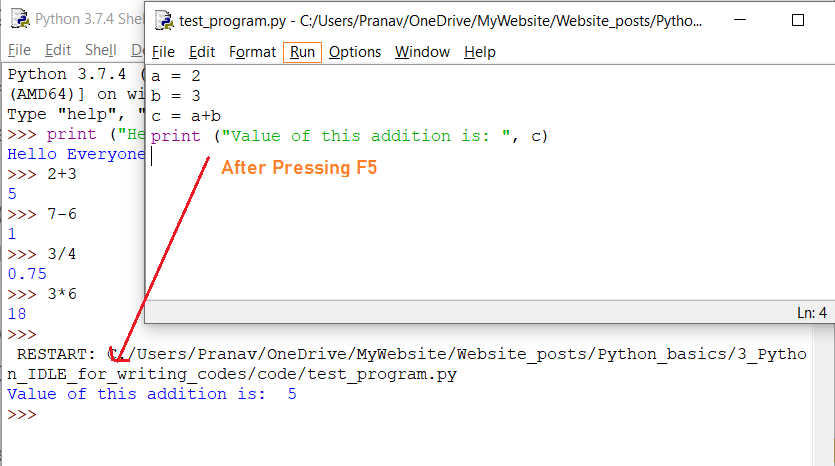 Python 3.7.4 Shel
File Edit Shell De
Python 3.7.4 (
(AMD64)] on wi
Type "help", "
>>> print ("He
Hello Everyone
>>> 2+3
5
>>> 7-6
1
>>> 3/4
0.75
>>> 3*6
18
>>>
RESTART: C:/Users/Pranav/OneDrive/MyWebsite/Website_posts/Python_basics/3_Pytho
n_IDLE_for_writing_codes/code/test_program.py
Value of this addition is:  5
>>>
test_program.py - C:/Users/Pranav/OneDrive/MyWebsite/Website_posts/Pytho...
File Edit Format Run Options Window Help
a = 2
b = 3
c = a+b
print ("Value of this addition is: ", c)
After Pressing F5
Ln: 4